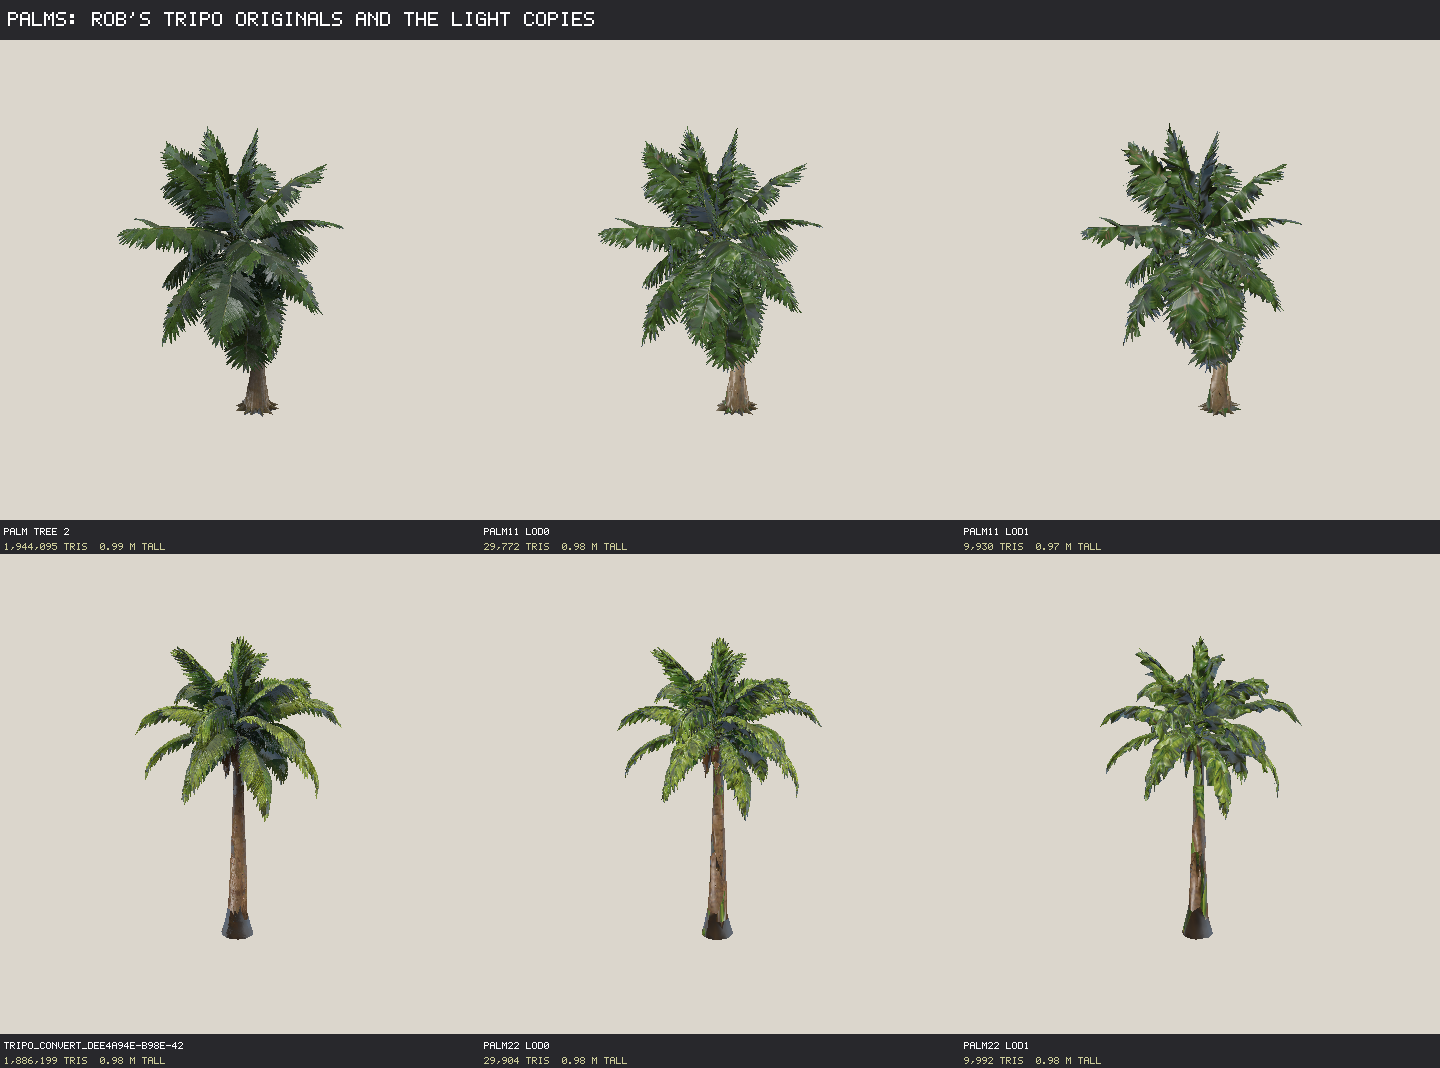 PALMS: ROB'S TRIPO ORIGINALS AND THE LIGHT COPIES
PALM TREE 2
1,944,095 TRIS  0.99 M TALL
PALM11 LOD0
29,772 TRIS  0.98 M TALL
PALM11 LOD1
9,930 TRIS  0.97 M TALL
TRIPO_CONVERT_DEE4A94E-B98E-42
1,886,199 TRIS  0.98 M TALL
PALM22 LOD0
29,904 TRIS  0.98 M TALL
PALM22 LOD1
9,992 TRIS  0.98 M TALL